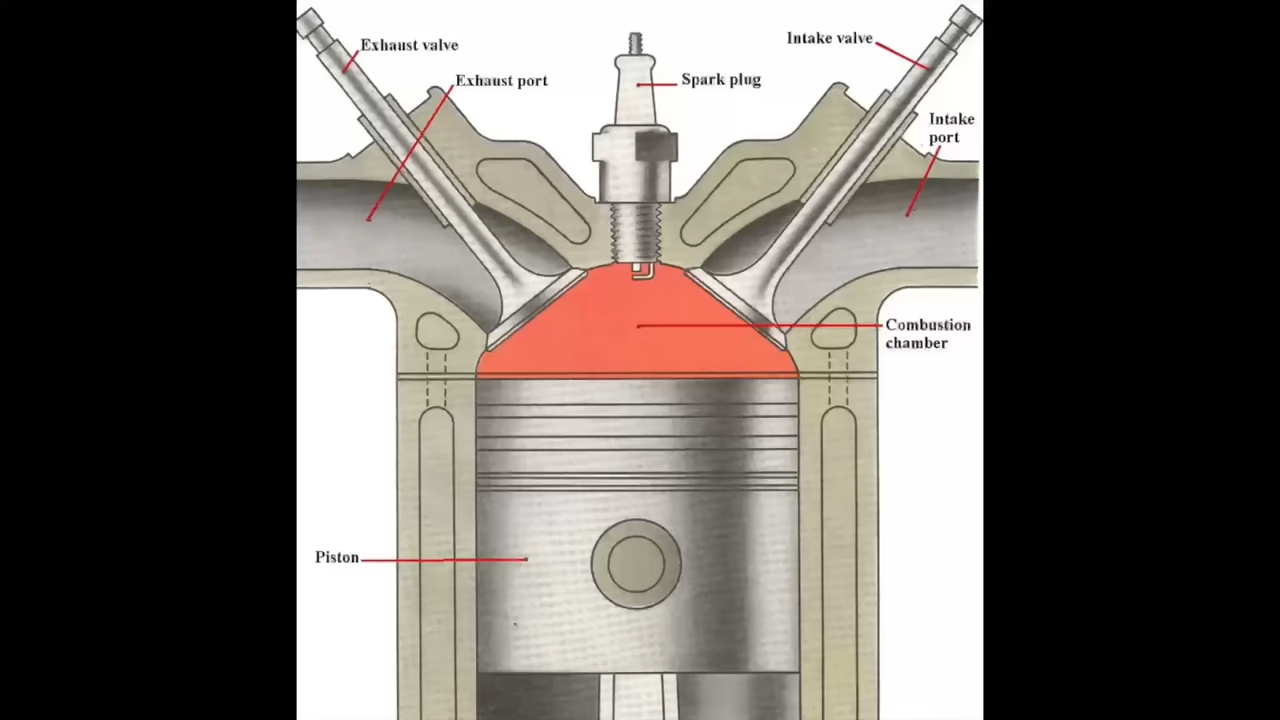 Exhaust valve
Intake valve
Exhaust port
Spark plug
Intake
port
Combustion
chamber
Piston